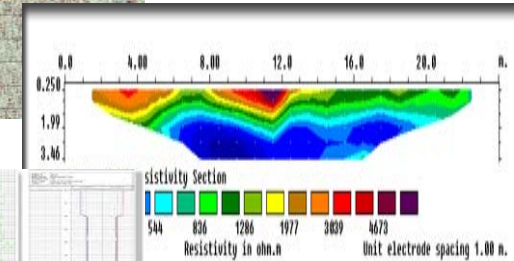 0.0 4.00 8.00 12.0 16.0 20.0 m.
0.250
1.99
3.46
sistivity Section
544 836 1286 1977 3039 4673
Resistivity in ohm.m Unit electrode spacing 1.00 m.